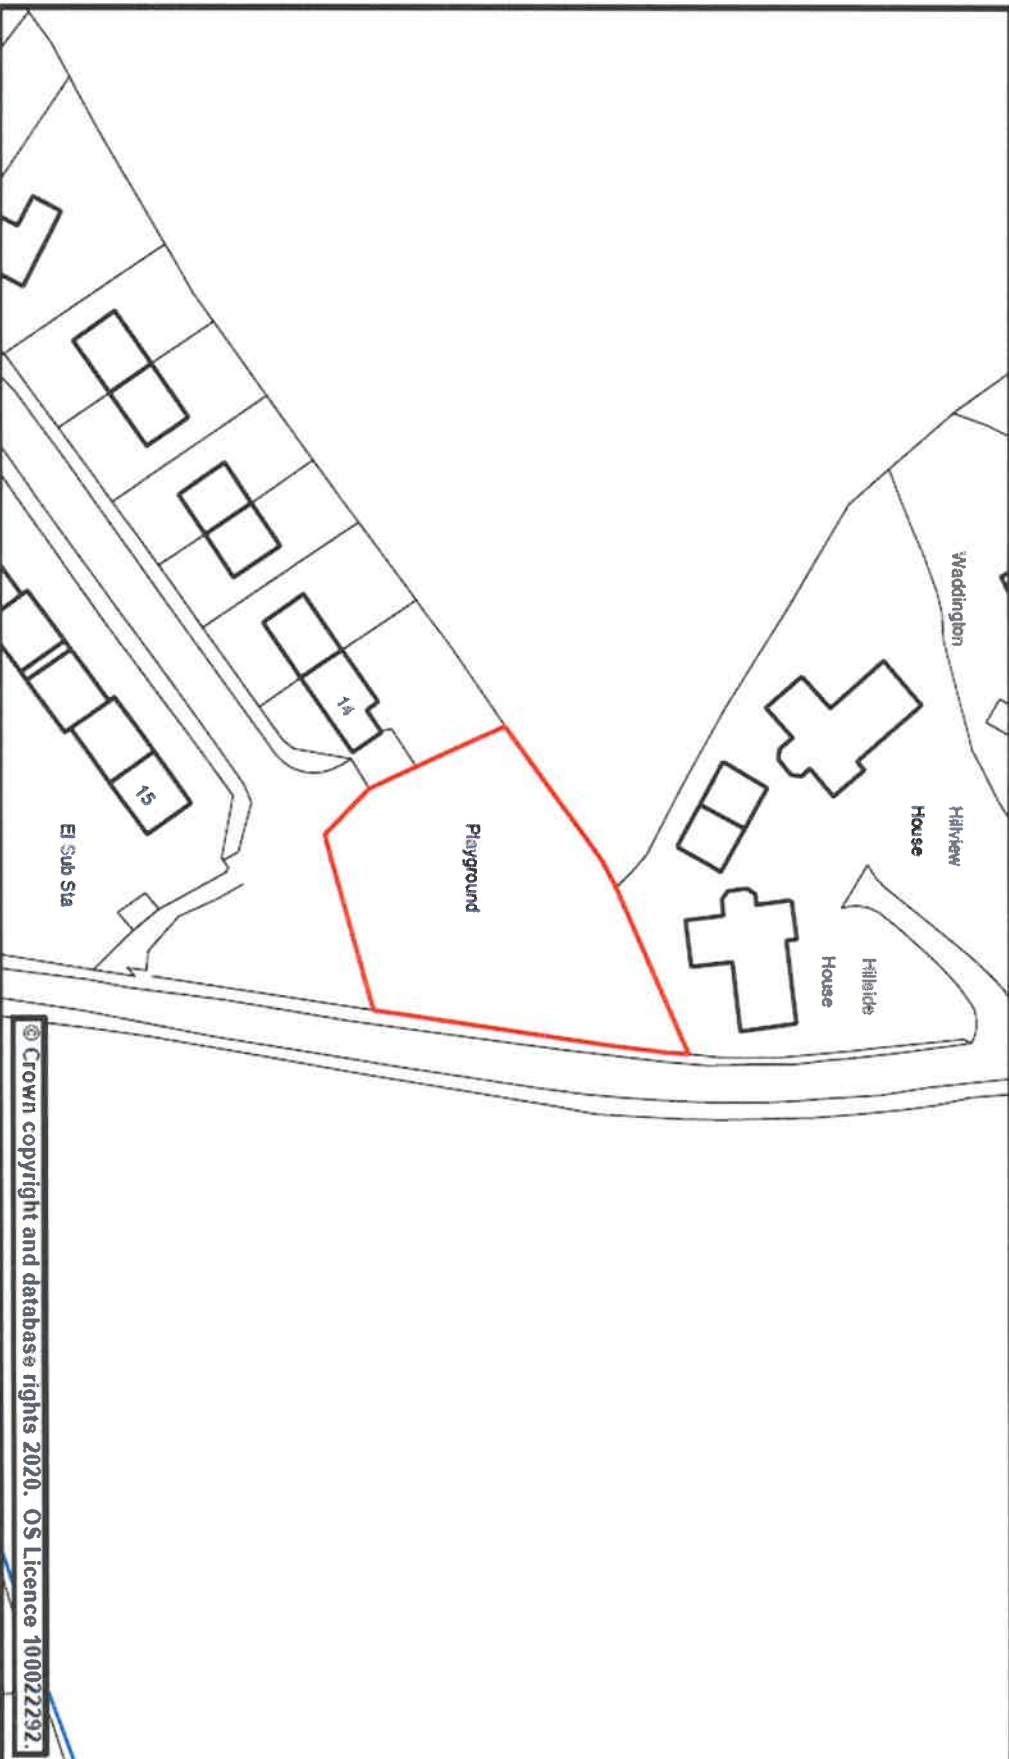 Waddington
Hillview
House
Hillside
House
Playground
14
15
El Sub Sta
© Crown copyright and database rights 2020. OS Licence 100022292.